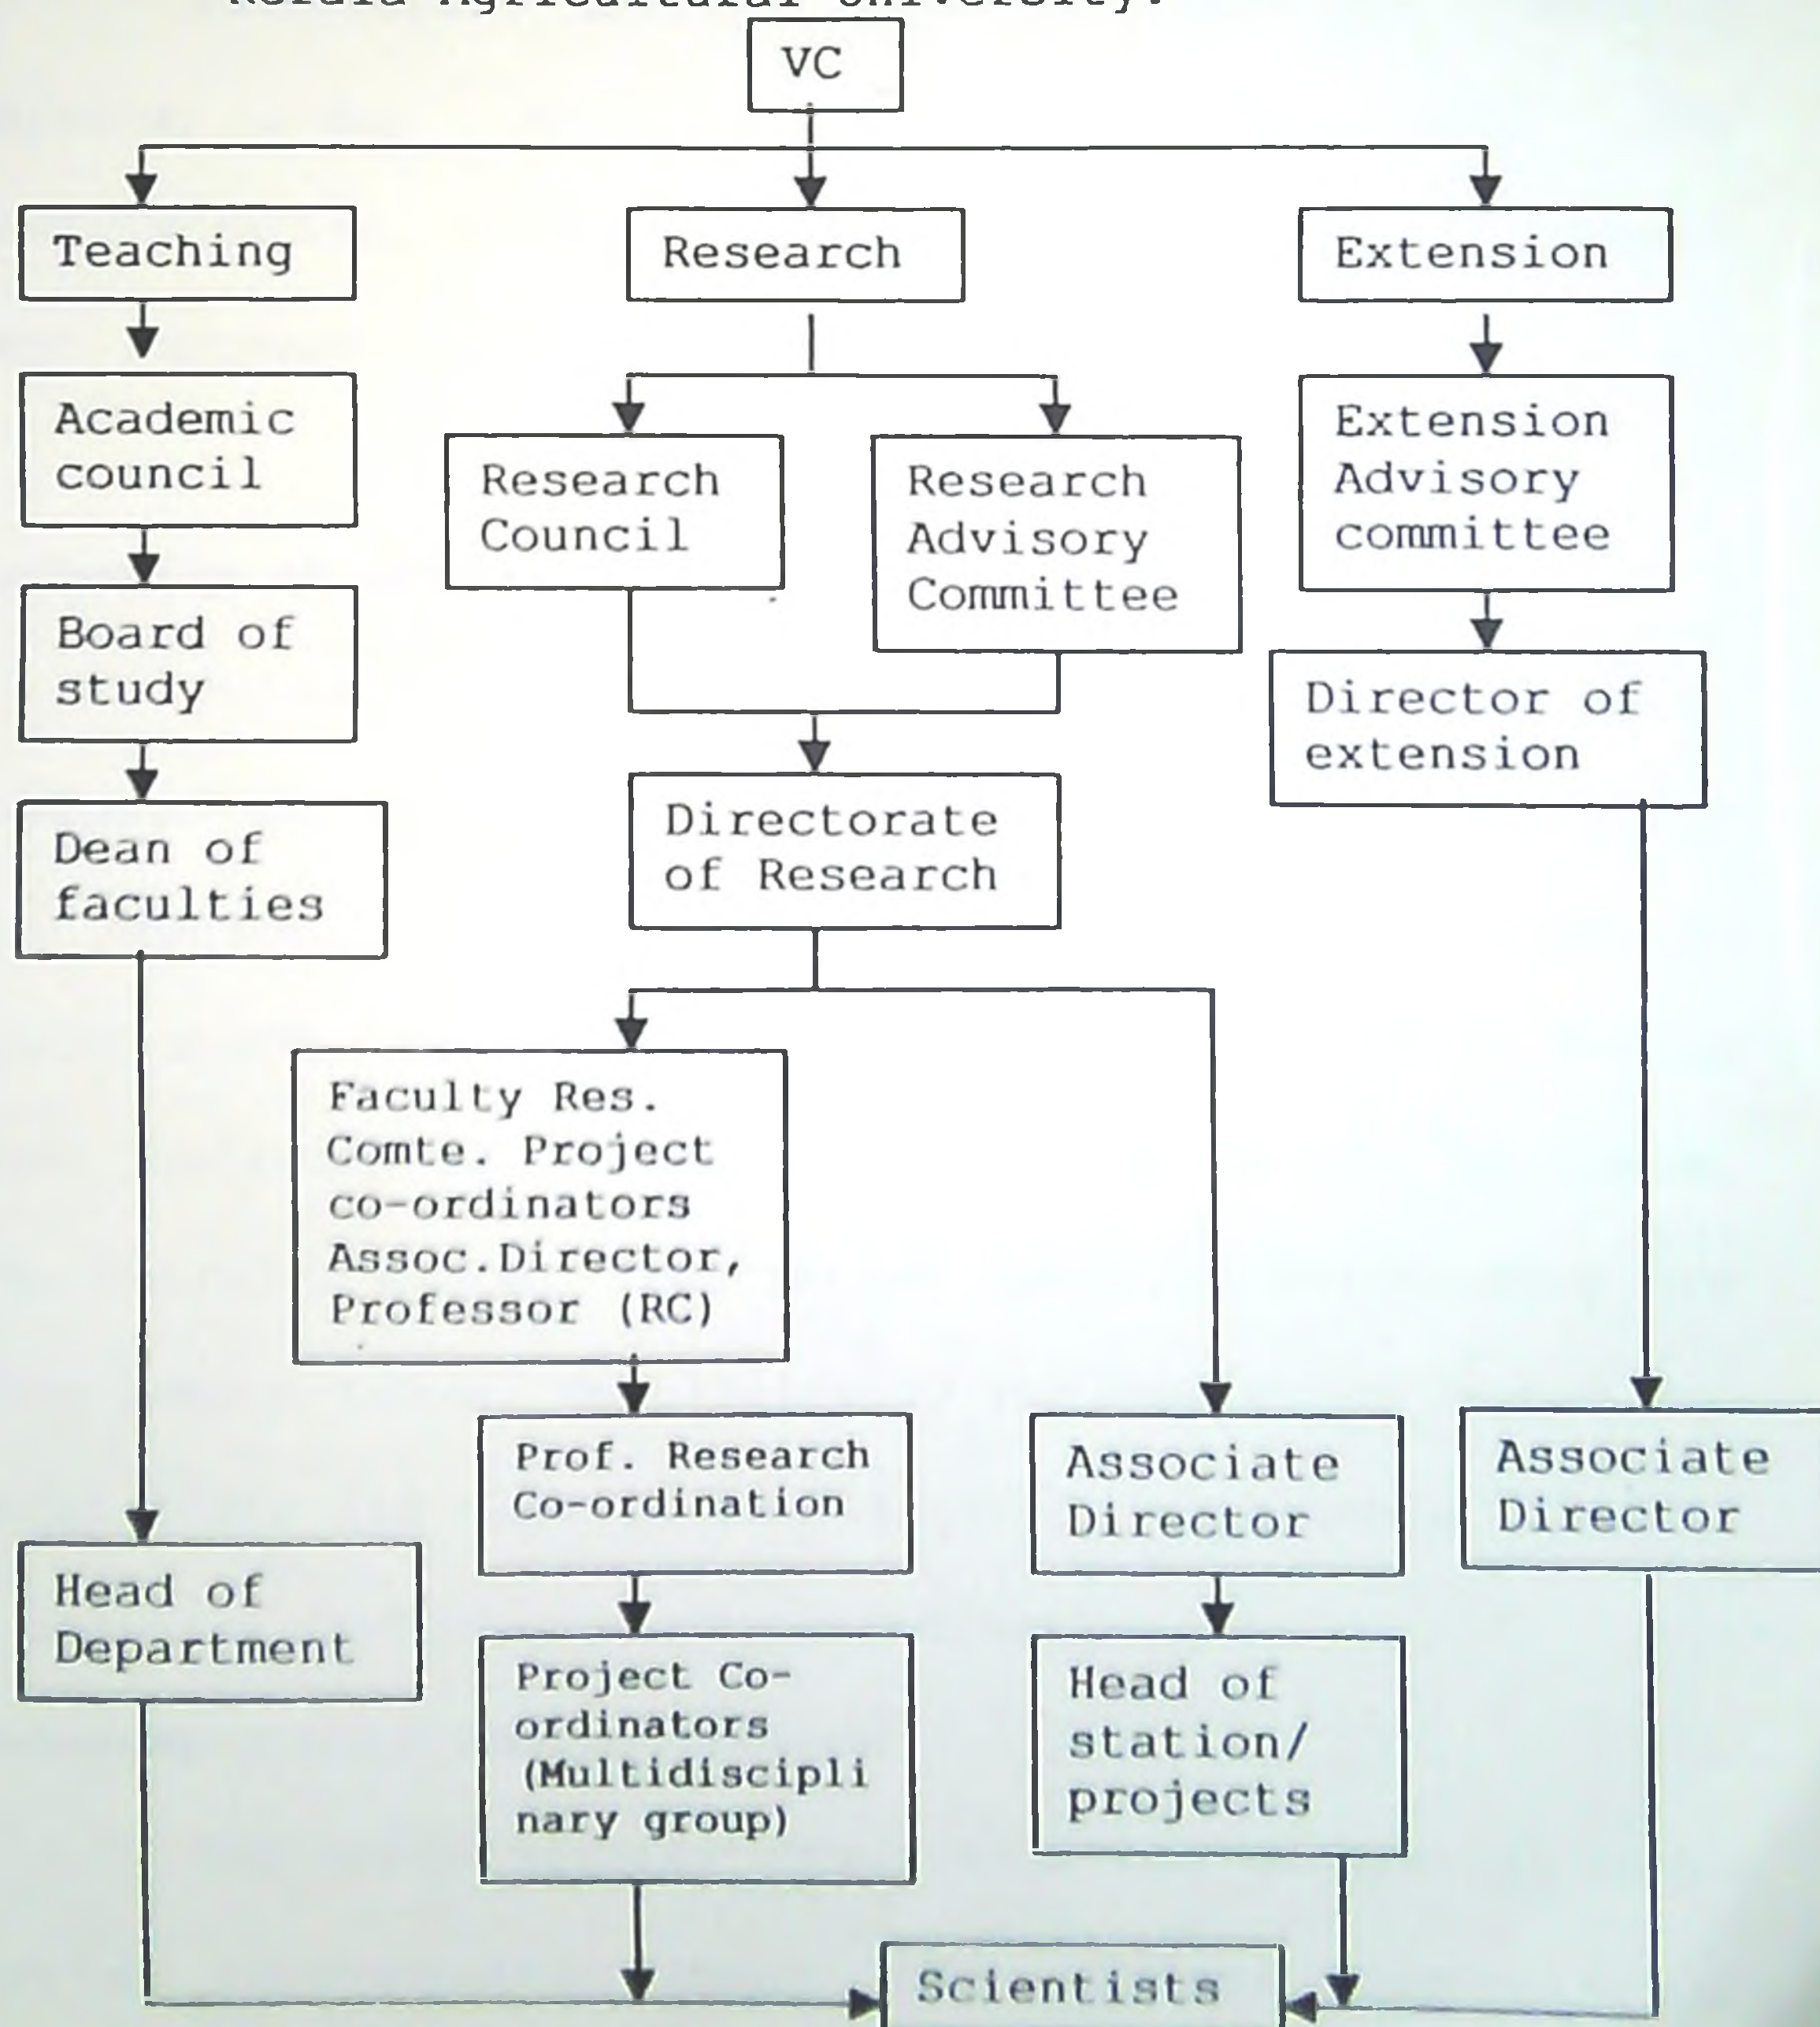 Kerala Agricultural University.
VC
Teaching
Research
Extension
Academic
council
Research
Council
Research
Advisory
Committee
Extension
Advisory
committee
Board of
study
Director of
extension
Dean of
faculties
Directorate
of Research
Faculty Res.
Comte. Project
co-ordinators
Assoc.Director,
Professor (RC)
Prof. Research
Co-ordination
Associate
Director
Associate
Director
Head of
Department
Project Co-
ordinators
(Multidiscipli
nary group)
Head of
station/
projects
Scientists